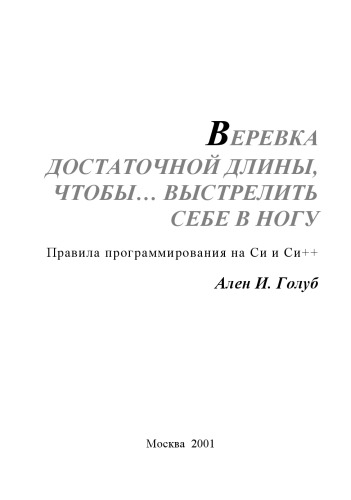 ВЕРЕВКА
ДОСТАТОЧНОЙ ДЛИНЫ,
ЧТОБЫ… ВЫСТРЕЛИТЬ
СЕБЕ В НОГУ
Правила программирования на Си и Си++
Ален И. Голуб
Москва 2001